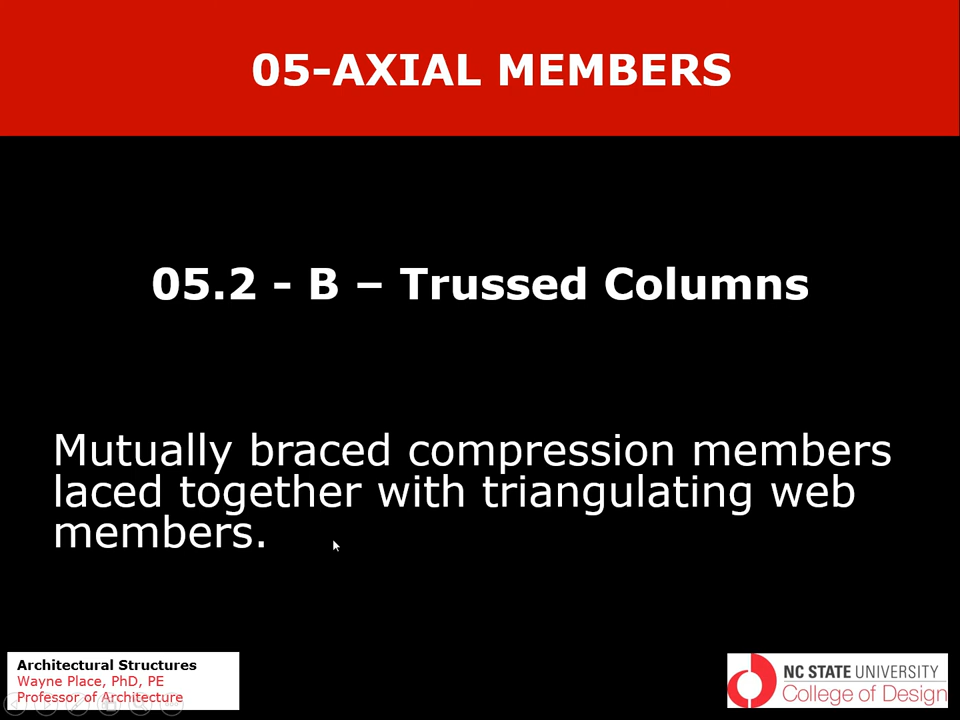 05-AXIAL MEMBERS
05.2 - B – Trussed Columns
Mutually braced compression members
laced together with triangulating web
members.
Architectural Structures
Wayne Place, PhD, PE
Professor of Architecture
NC STATE UNIVERSITY
College of Design